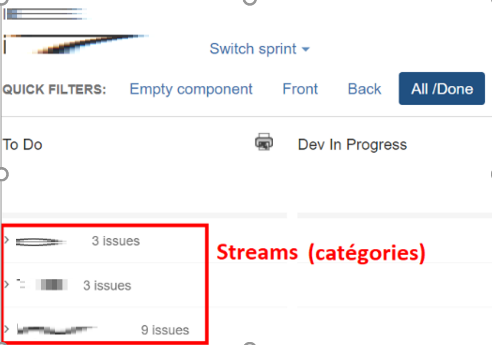 Switch sprint
QUICK FILTERS: Empty component Front Back All /Done
To Do Dev In Progress
3 issues
Streams (catégories)
3 issues
9 issues